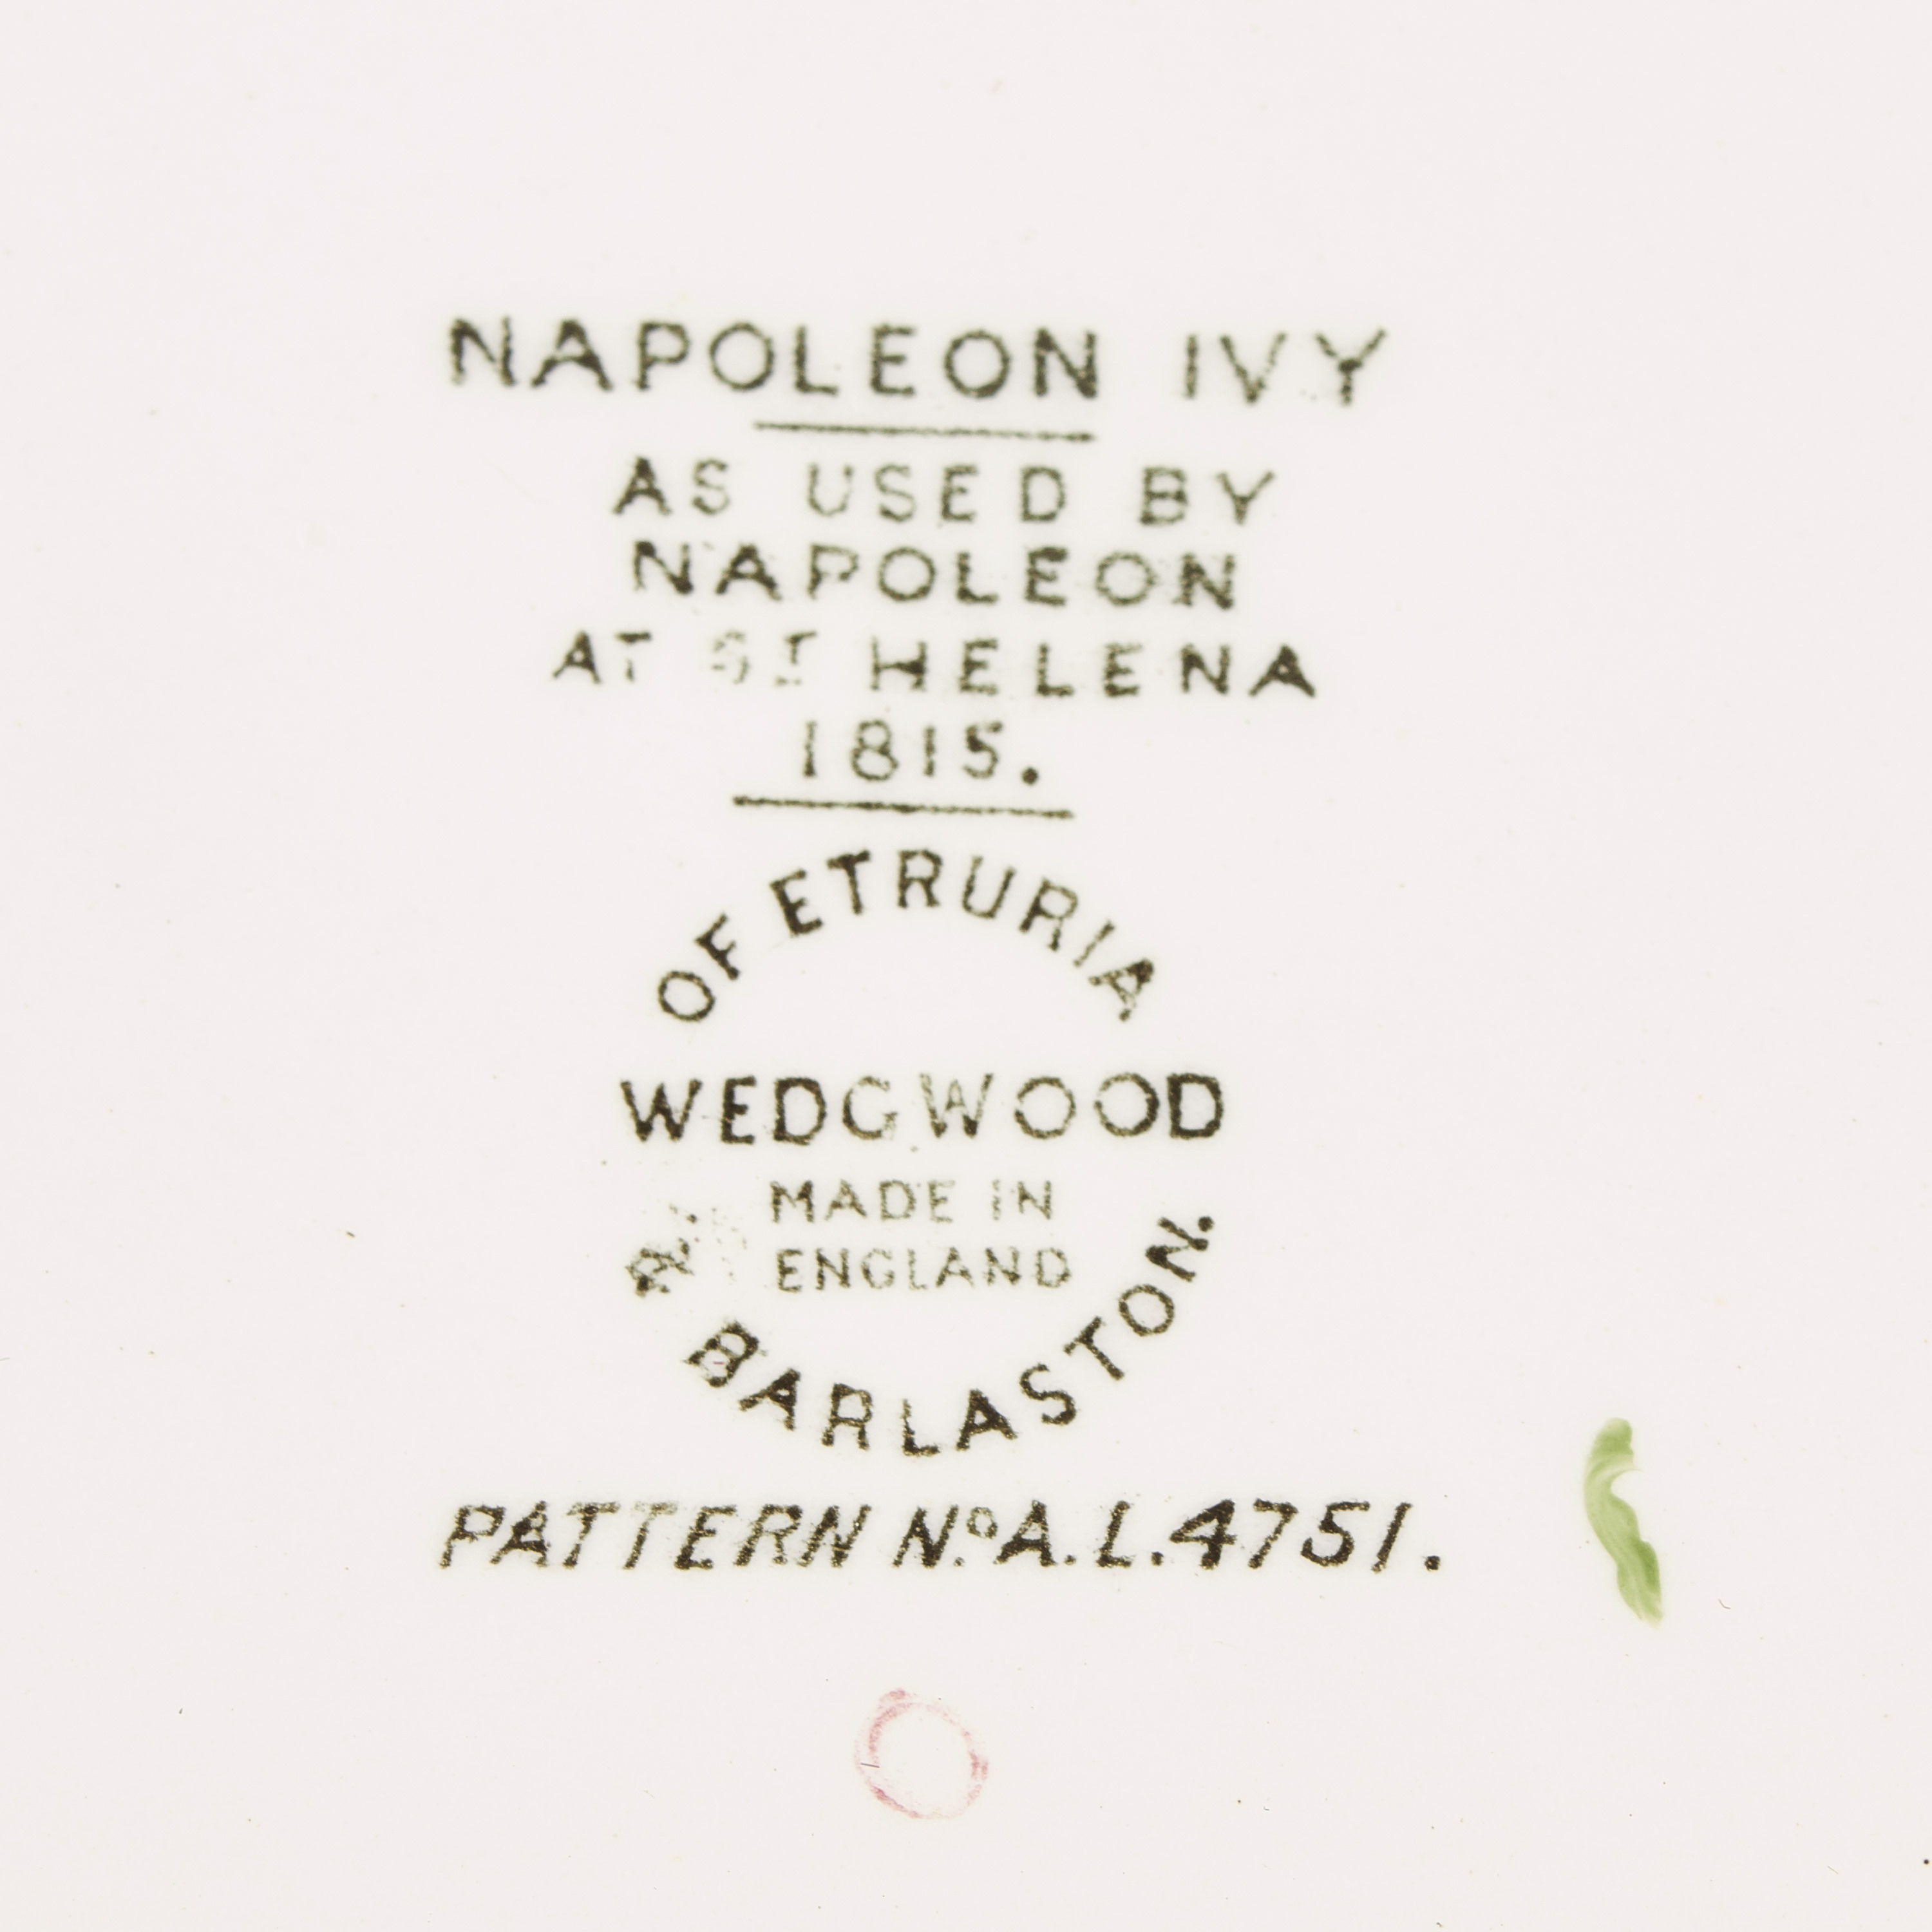 NAPOLEON IVY
AS USED BY
NAPOLEON
AT ST HELENA
1815.
OF ETRURIA
WEDGWOOD
MADE IN
ENGLAND
& BARLASTON.
PATTERN No A.L.4751.